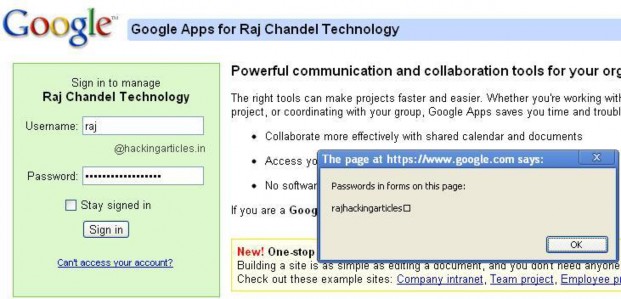 Google™
Google Apps for Raj Chandel Technology
Sign in to manage
Raj Chandel Technology
Username: raj
@hackingarticles.in
Password: ••••••••••••••••••
Stay signed in
Sign in
Can't access your account?
Powerful communication and collaboration tools for your org
The right tools can make projects faster and easier. Whether you're working with
project, or coordinating with your group, Google Apps saves you time and troubl
• Collaborate more effectively with shared calendar and documents
• Access yo
• No softwar
If you are a Goog
The page at https://www.google.com says:
Passwords in forms on this page:
rajhackingarticles□
OK
New! One-stop
Building a site is as simple as editing a document, and you don't need anyone
Check out these example sites: Company intranet, Team project, Employee pr